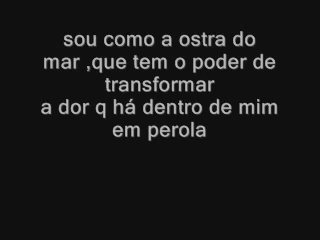 sou como a ostra do
mar ,que tem o poder de
transformar
a dor q há dentro de mim
em perola